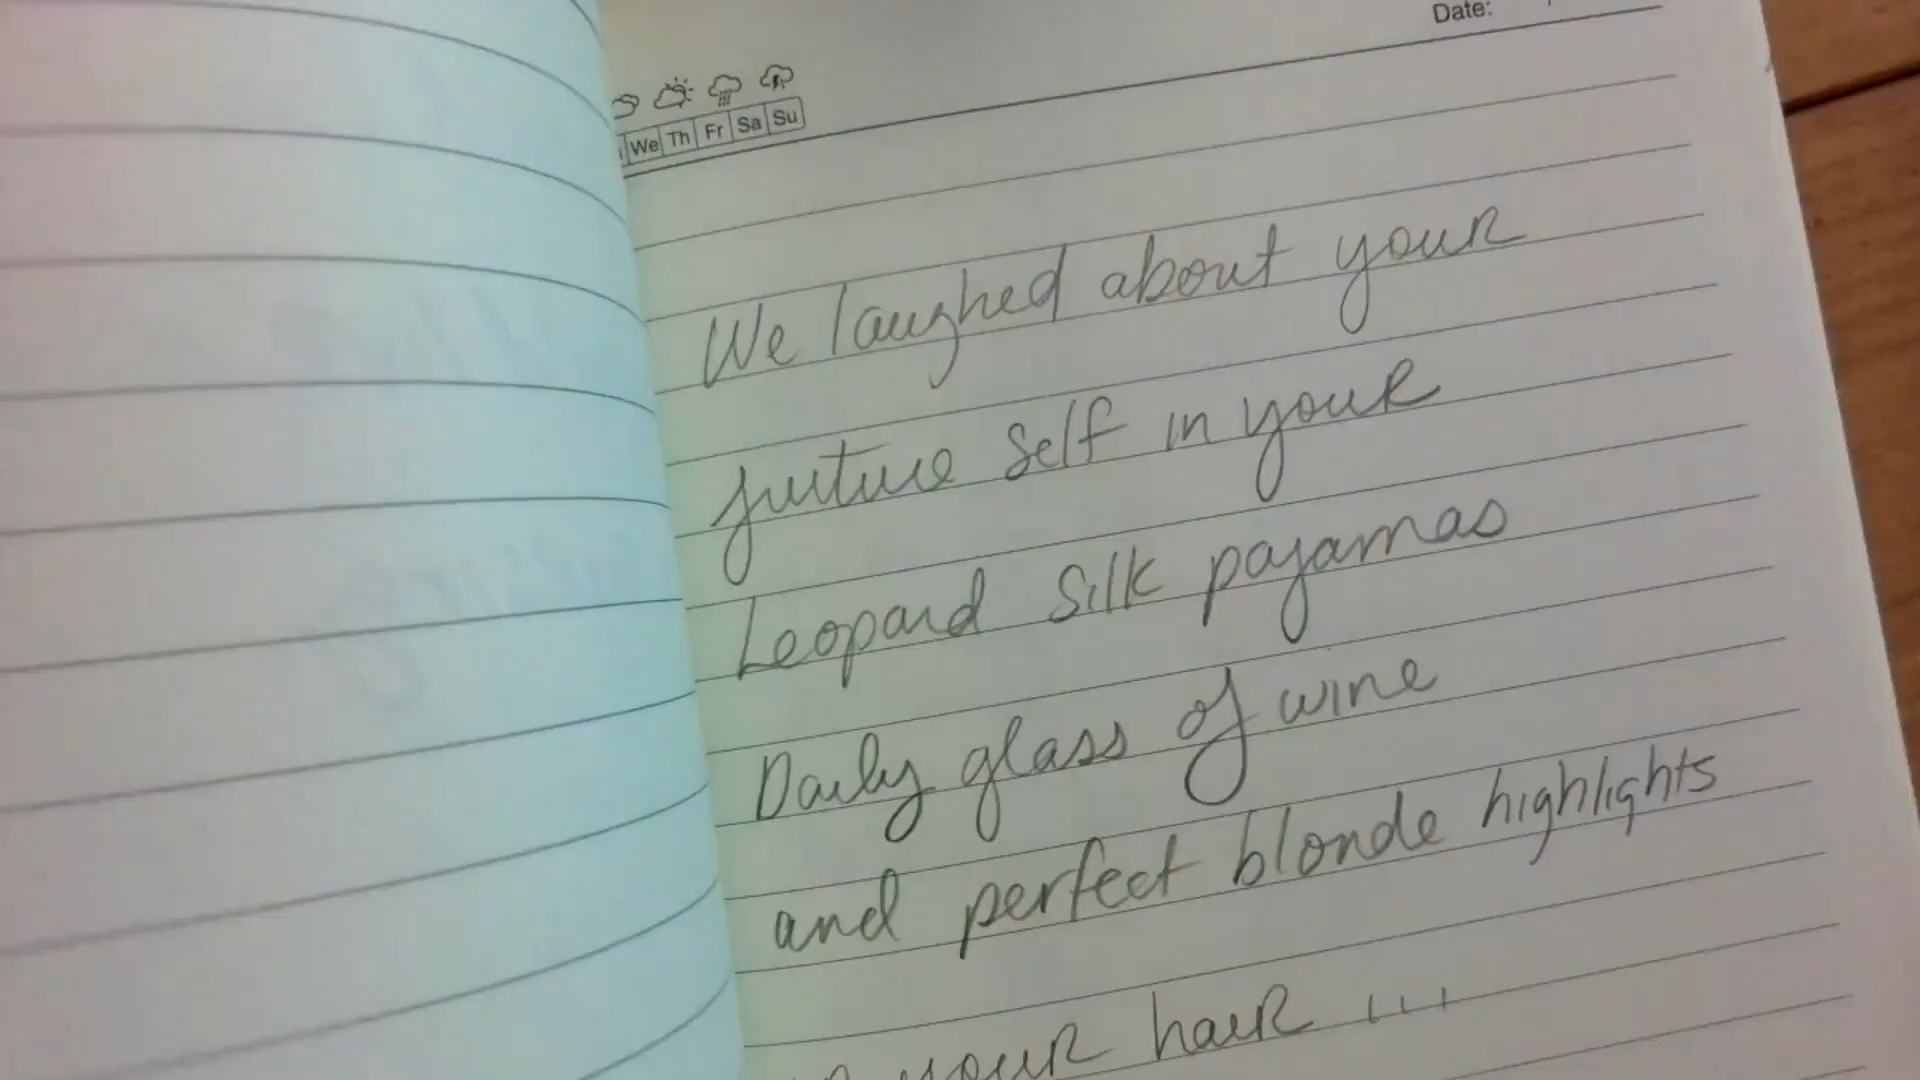 Date:
We Th Fr Sa Su
We laughed about your
future Self in your
Leopard Silk pajamas
Daily glass of wine
and perfect blonde highlights
your hair ...